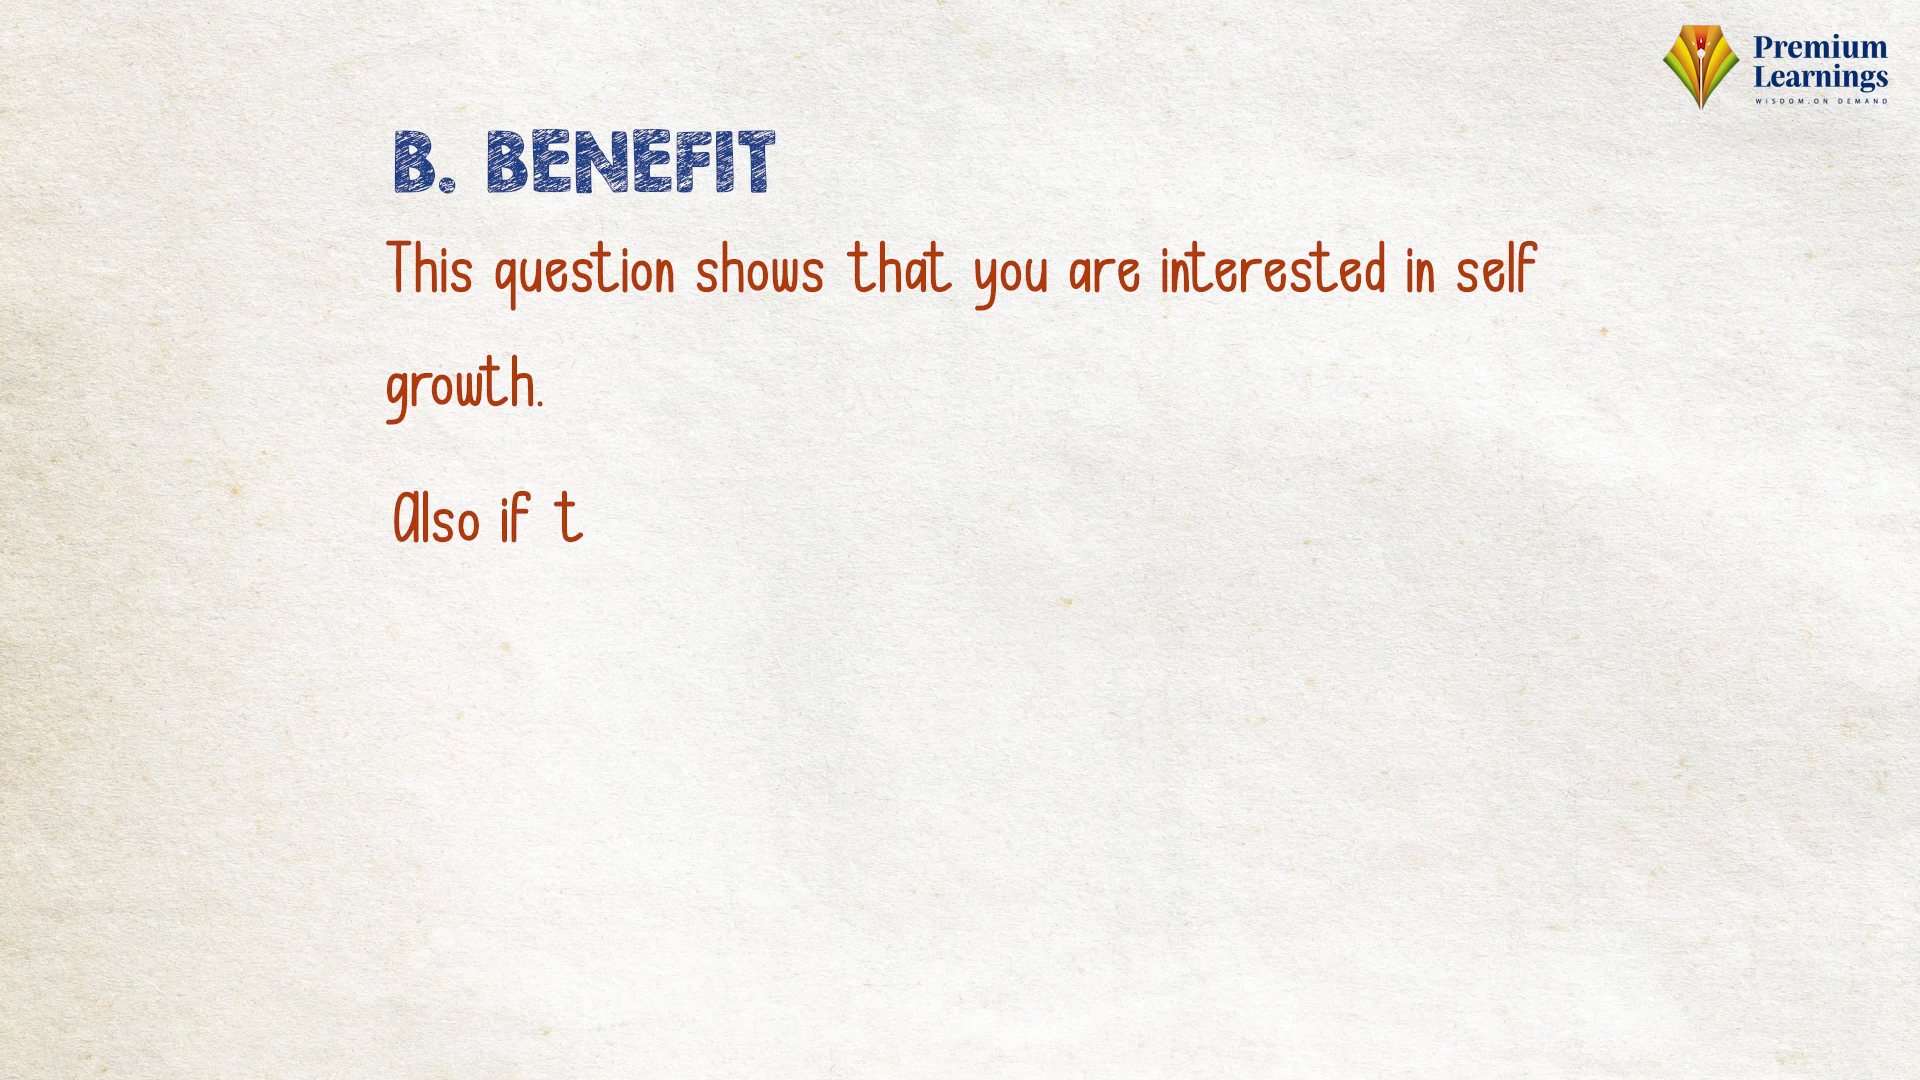 Premium
Learnings
WISDOM.ON DEMAND
B. BENEFIT
This question shows that you are interested in self
growth.
Also if t